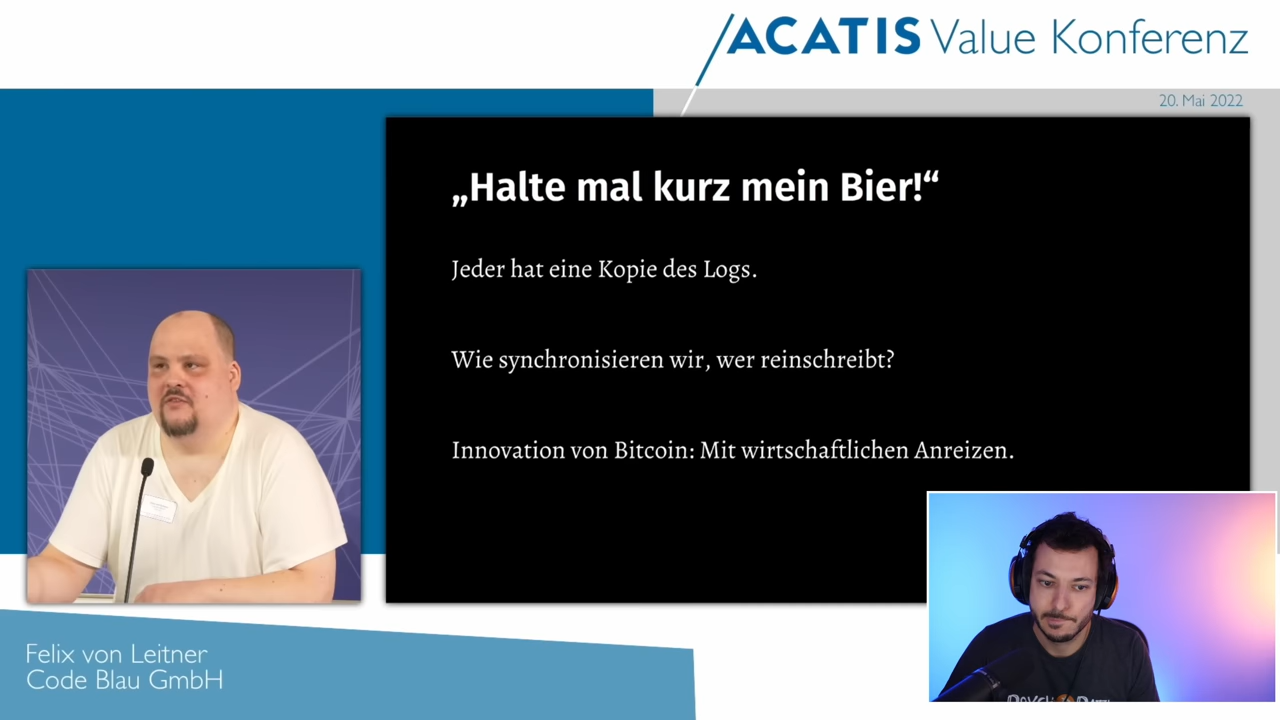 ACATIS Value Konferenz
20. Mai 2022
„Halte mal kurz mein Bier!“
Jeder hat eine Kopie des Logs.
Wie synchronisieren wir, wer reinschreibt?
Innovation von Bitcoin: Mit wirtschaftlichen Anreizen.
Felix von Leitner
Code Blau GmbH